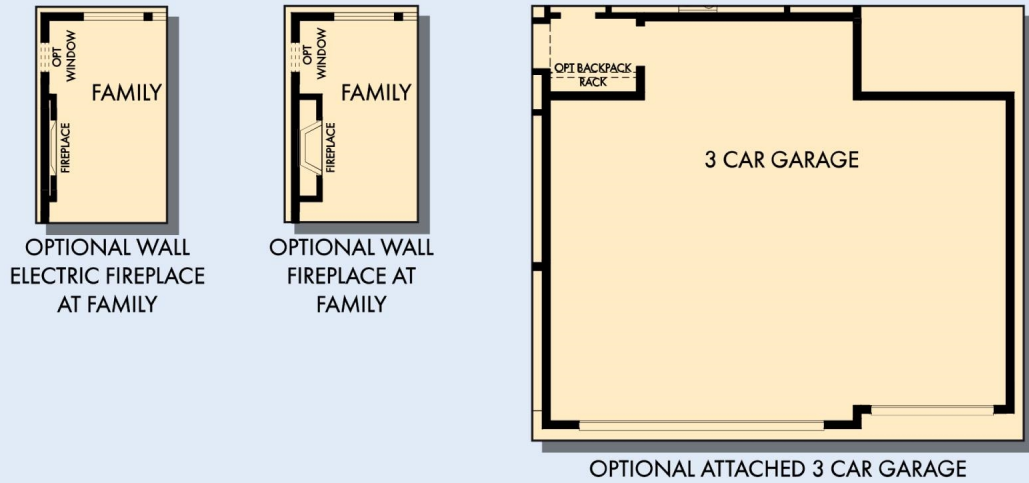 OPT
WINDOW
FAMILY
FIREPLACE
OPTIONAL WALL
ELECTRIC FIREPLACE
AT FAMILY
OPT
WINDOW
FAMILY
FIREPLACE
OPTIONAL WALL
FIREPLACE AT
FAMILY
OPT BACKPACK
RACK
3 CAR GARAGE
OPTIONAL ATTACHED 3 CAR GARAGE